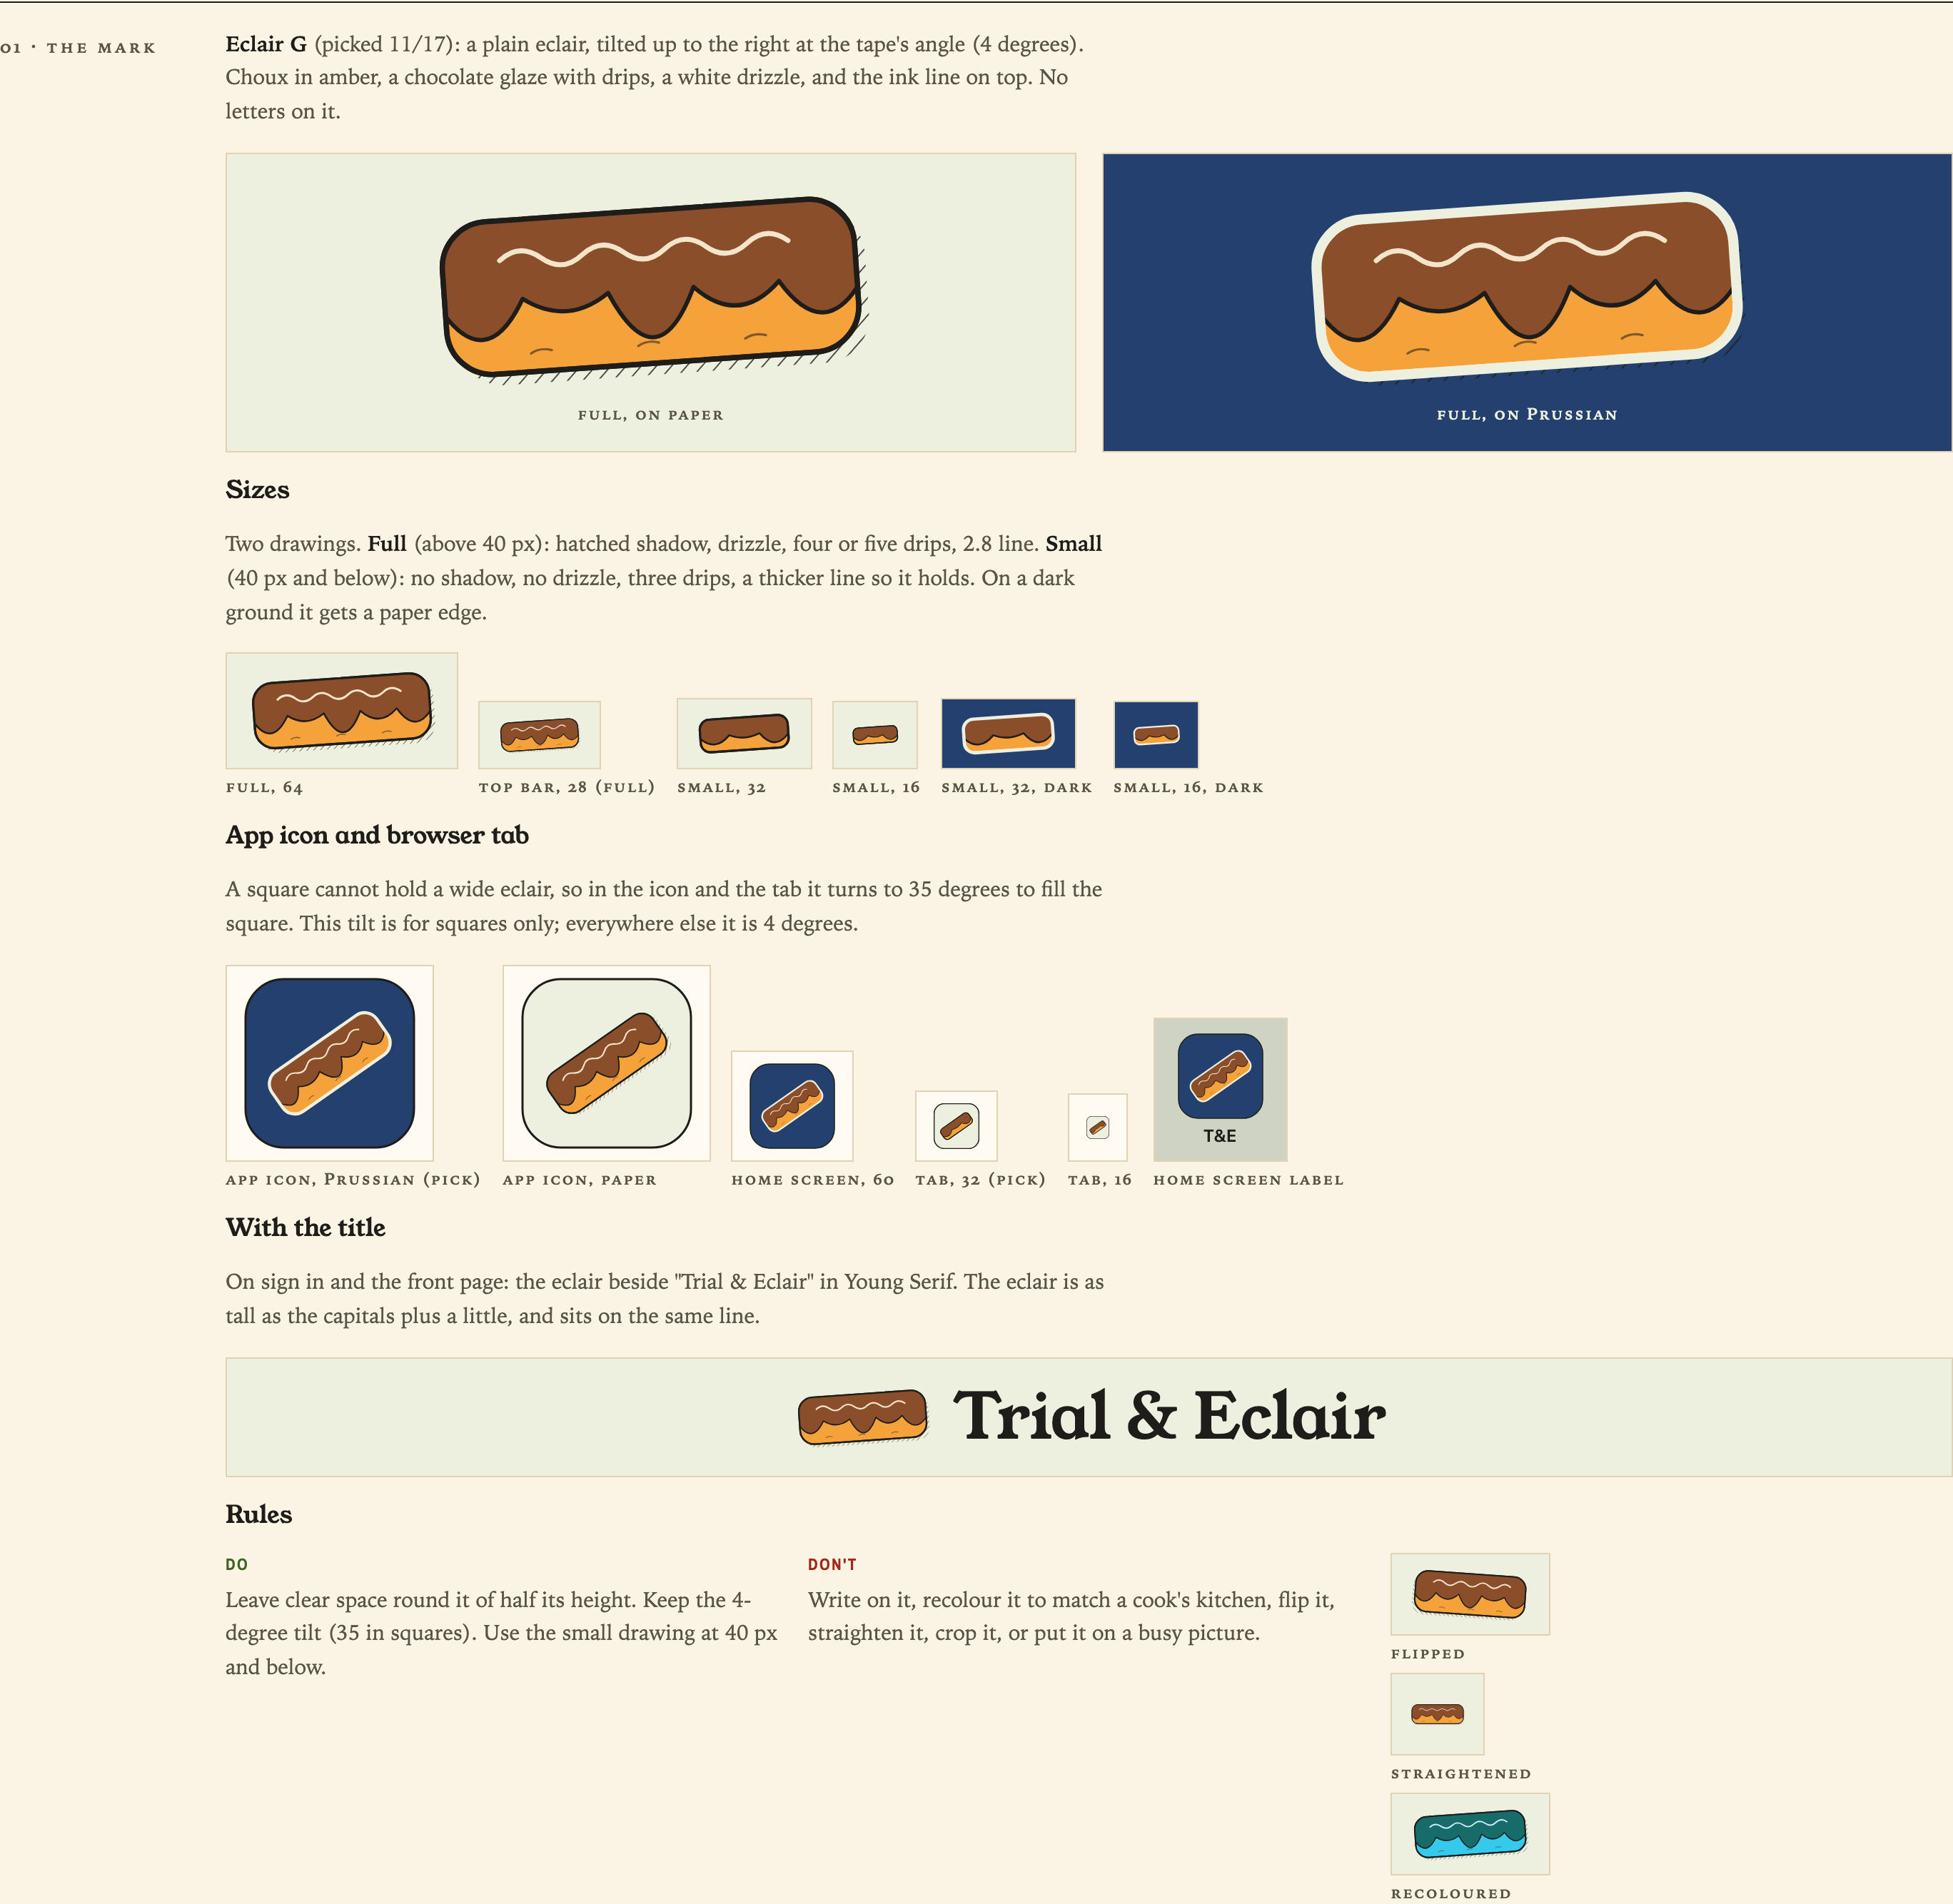 01 · THE MARK
Eclair G (picked 11/17): a plain eclair, tilted up to the right at the tape's angle (4 degrees).
Choux in amber, a chocolate glaze with drips, a white drizzle, and the ink line on top. No
letters on it.
FULL, ON PAPER
FULL, ON PRUSSIAN
Sizes
Two drawings. Full (above 40 px): hatched shadow, drizzle, four or five drips, 2.8 line. Small
(40 px and below): no shadow, no drizzle, three drips, a thicker line so it holds. On a dark
ground it gets a paper edge.
FULL, 64
TOP BAR, 28 (FULL)
SMALL, 32
SMALL, 16
SMALL, 32, DARK
SMALL, 16, DARK
App icon and browser tab
A square cannot hold a wide eclair, so in the icon and the tab it turns to 35 degrees to fill the
square. This tilt is for squares only; everywhere else it is 4 degrees.
T&E
APP ICON, PRUSSIAN (PICK)
APP ICON, PAPER
HOME SCREEN, 60
TAB, 32 (PICK)
TAB, 16
HOME SCREEN LABEL
With the title
On sign in and the front page: the eclair beside "Trial & Eclair" in Young Serif. The eclair is as
tall as the capitals plus a little, and sits on the same line.
Trial & Eclair
Rules
DO
Leave clear space round it of half its height. Keep the 4-
degree tilt (35 in squares). Use the small drawing at 40 px
and below.
DON'T
Write on it, recolour it to match a cook's kitchen, flip it,
straighten it, crop it, or put it on a busy picture.
FLIPPED
STRAIGHTENED
RECOLOURED